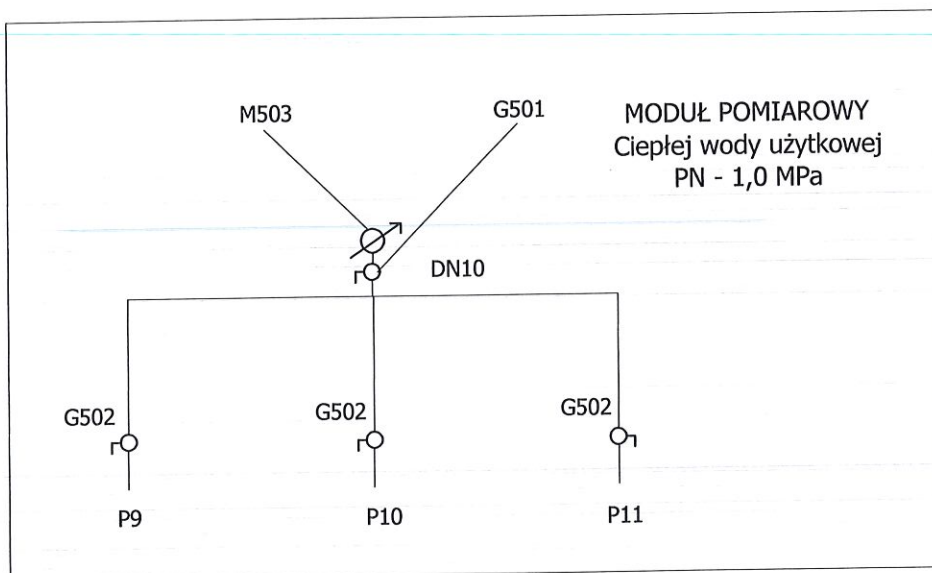 M503
G501
MODUŁ POMIAROWY
Ciepłej wody użytkowej
PN - 1,0 MPa
DN10
G502
G502
G502
P9
P10
P11